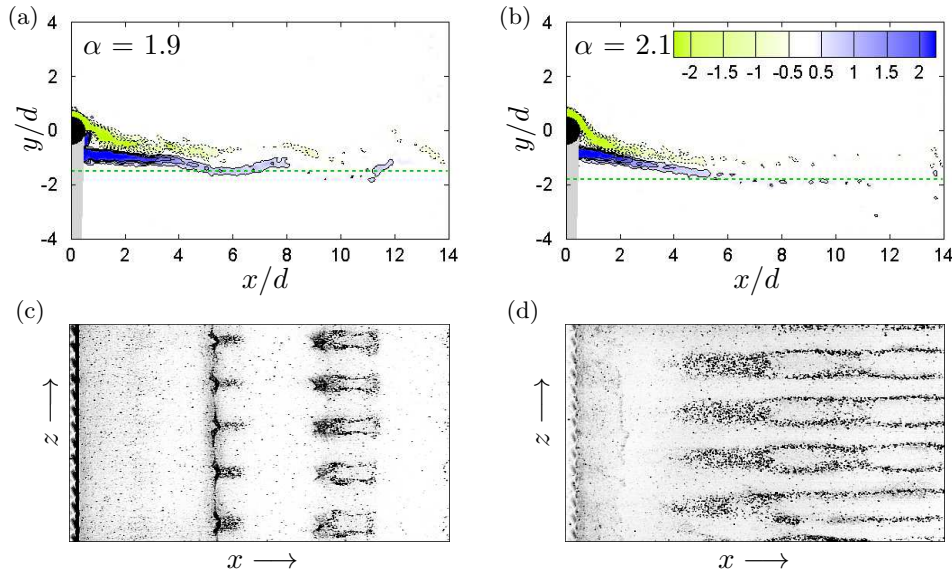 (a)
α = 1.9
4
2
0
-2
-4
y/d
0 2 4 6 8 10 12 14
x/d
(b)
α = 2.1
-2 -1.5 -1 -0.5 0.5 1 1.5 2
4
2
0
-2
-4
y/d
0 2 4 6 8 10 12 14
x/d
(c)
z ⟶
x ⟶
(d)
z ⟶
x ⟶